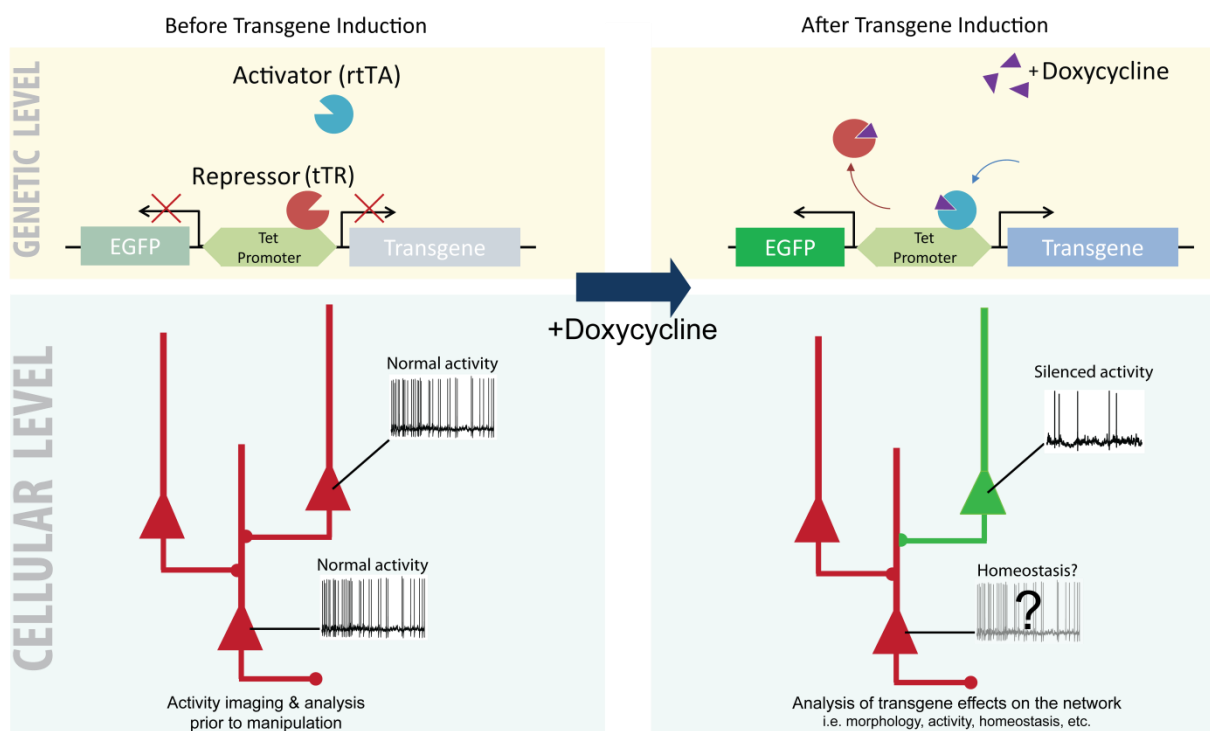 Before Transgene Induction
After Transgene Induction
GENETIC LEVEL
Activator (rtTA)
Repressor (tTR)
EGFP
Tet
Promoter
Transgene
+Doxycycline
+Doxycycline
EGFP
Tet
Promoter
Transgene
CELLULAR LEVEL
Normal activity
Normal activity
Activity imaging & analysis
prior to manipulation
Silenced activity
Homeostasis?
?
Analysis of transgene effects on the network
i.e. morphology, activity, homeostasis, etc.